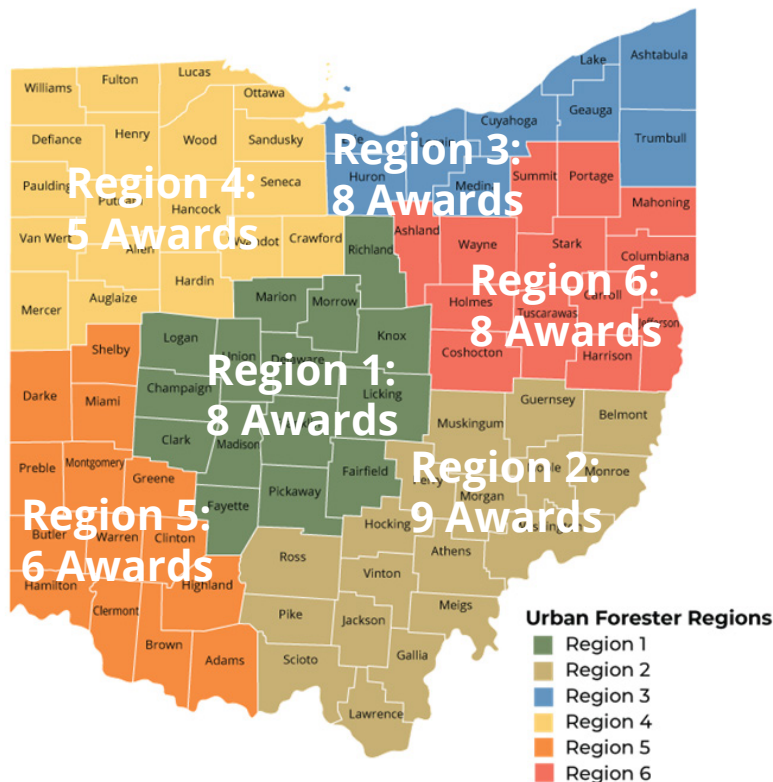 Lake
Ashtabula
Lucas
Fulton
Williams
Ottawa
Geauga
Cuyahoga
Defiance
Henry
Wood
Sandusky
Trumbull
Region 3:
8 Awards
Huron
Medina
Summit
Portage
Paulding
Seneca
Region 4:
5 Awards
Hancock
Mahoning
Van Wert
Allen
Crawford
Richland
Ashland
Wayne
Stark
Columbiana
Hardin
Mercer
Auglaize
Marion
Morrow
Holmes
Region 6:
8 Awards
Carroll
Tuscarawas
Jefferson
Logan
Knox
Shelby
Union
Delaware
Coshocton
Harrison
Region 1:
8 Awards
Champaign
Licking
Darke
Miami
Guernsey
Belmont
Muskingum
Clark
Madison
Preble
Montgomery
Greene
Fairfield
Region 2:
9 Awards
Perry
Noble
Monroe
Morgan
Pickaway
Fayette
Region 5:
6 Awards
Butler
Warren
Clinton
Hocking
Washington
Ross
Athens
Vinton
Hamilton
Highland
Clermont
Pike
Jackson
Meigs
Brown
Adams
Scioto
Gallia
Lawrence
Urban Forester Regions
Region 1
Region 2
Region 3
Region 4
Region 5
Region 6